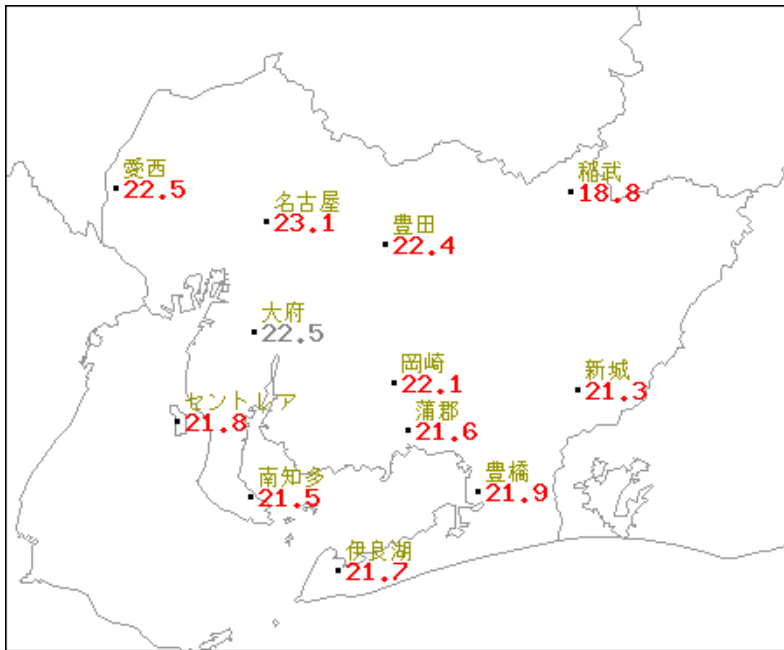 愛西
22.5
稲武
18.8
名古屋
23.1
豊田
22.4
大府
22.5
岡崎
22.1
新城
21.3
セントレア
21.8
蒲郡
21.6
南知多
21.5
豊橋
21.9
伊良湖
21.7